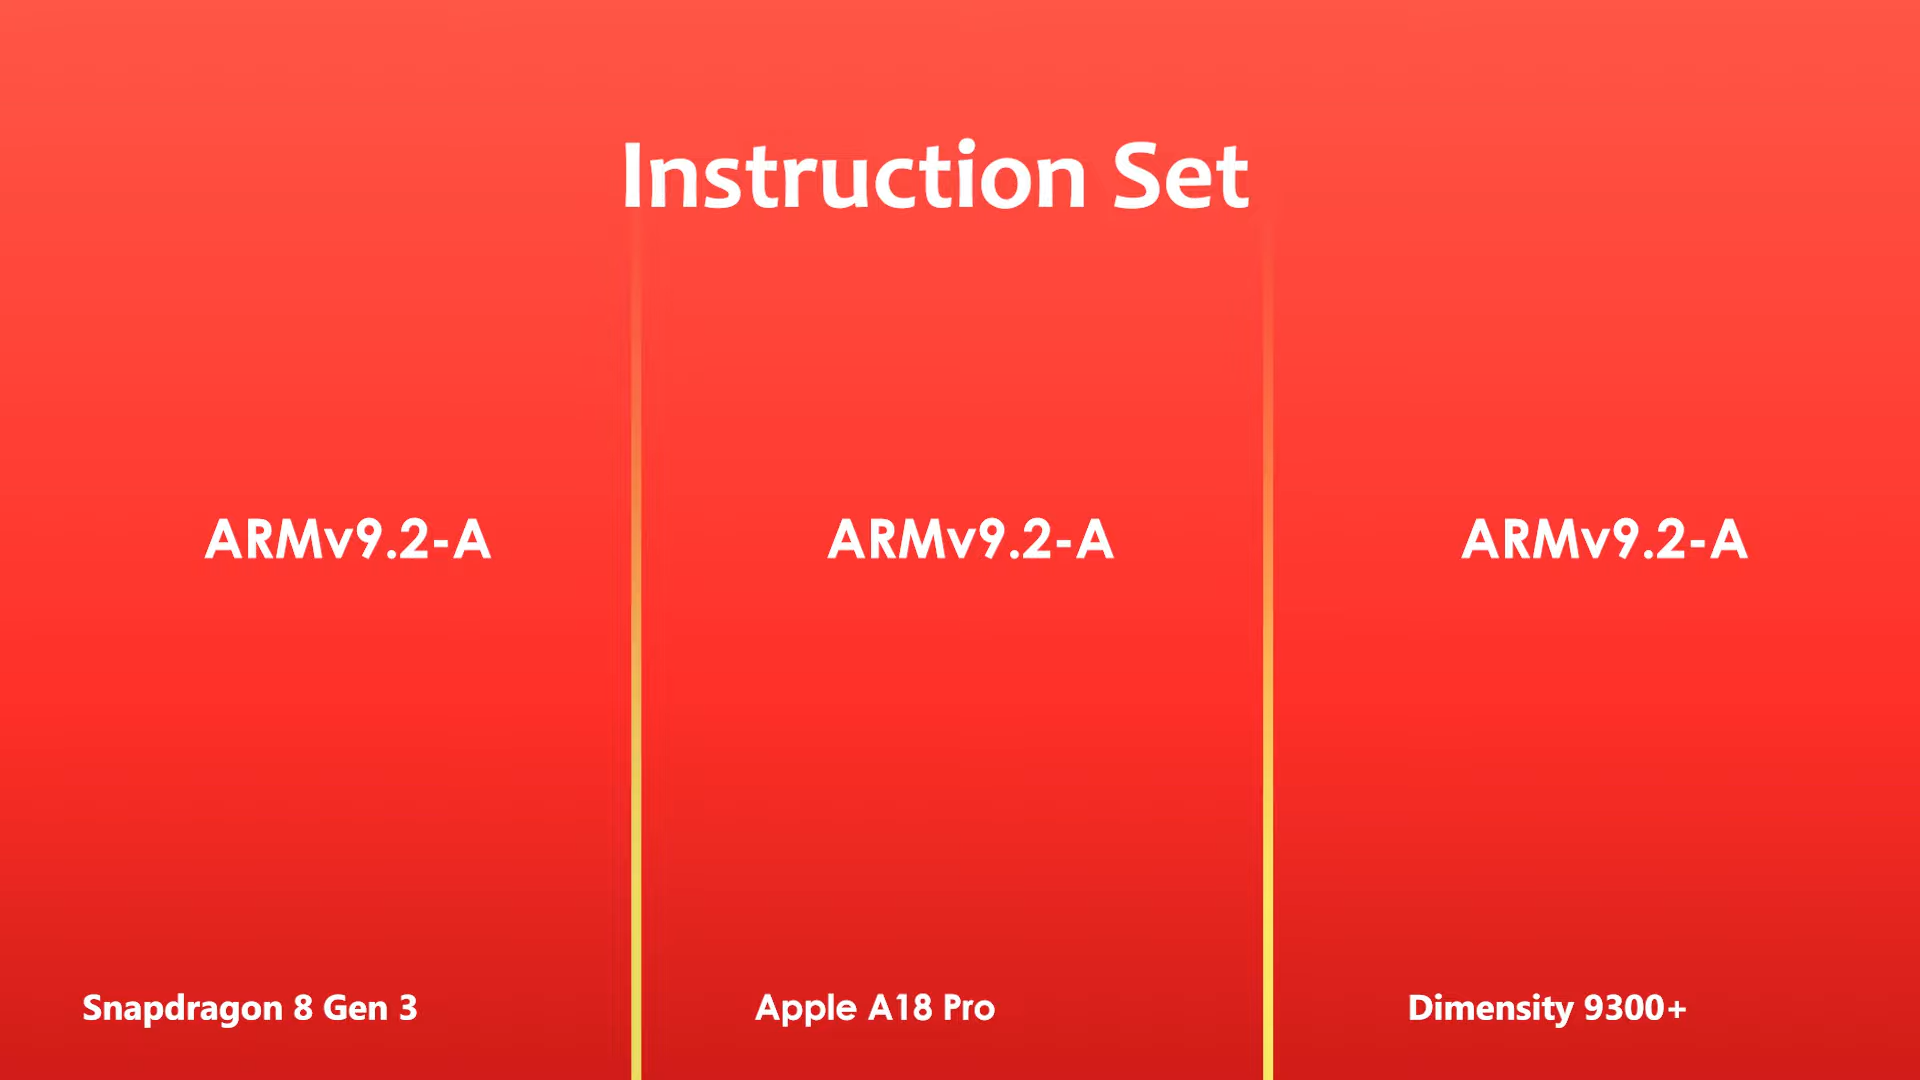 Instruction Set
ARMv9.2-A
ARMv9.2-A
ARMv9.2-A
Snapdragon 8 Gen 3
Apple A18 Pro
Dimensity 9300+